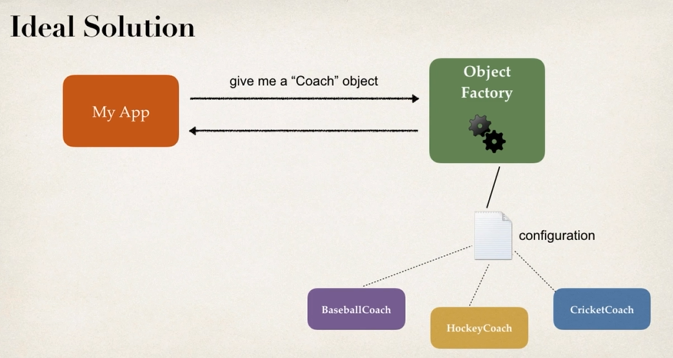 Ideal Solution
give me a “Coach” object
My App
Object
Factory
configuration
BaseballCoach
HockeyCoach
CricketCoach